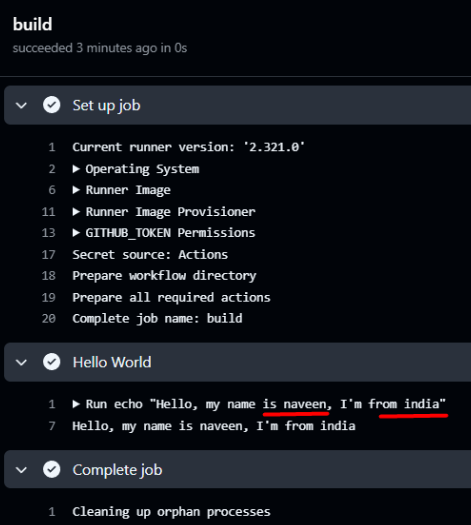 build
succeeded 3 minutes ago in 0s
Set up job
1 Current runner version: '2.321.0'
2 ▶ Operating System
6 ▶ Runner Image
11 ▶ Runner Image Provisioner
13 ▶ GITHUB_TOKEN Permissions
17 Secret source: Actions
18 Prepare workflow directory
19 Prepare all required actions
20 Complete job name: build
Hello World
1 ▶ Run echo "Hello, my name is naveen, I'm from india"
7 Hello, my name is naveen, I'm from india
Complete job
1 Cleaning up orphan processes